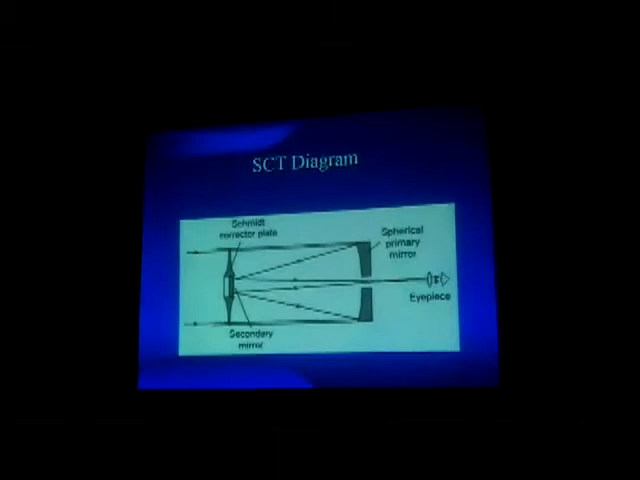 SCT Diagram
Schmidt
corrector plate
Spherical
primary
mirror
Eyepiece
Secondary
mirror